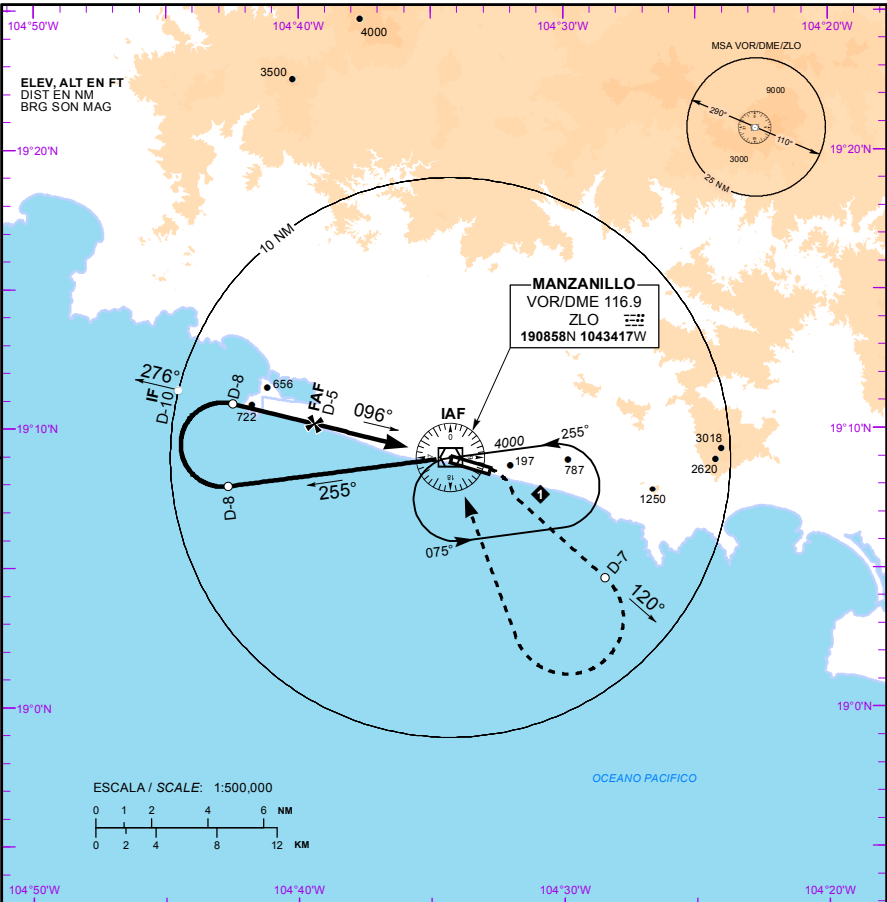 104°50'W
104°40'W
104°30'W
104°20'W
4000
3500
ELEV, ALT EN FT
DIST EN NM
BRG SON MAG
MSA VOR/DME/ZLO
9000
290°
110°
3000
25 NM
19°20'N
19°20'N
10 NM
MANZANILLO
VOR/DME 116.9
ZLO
190858N 1043417W
276°
IF
D-10
D-8
656
722
FAF
D-5
096°
IAF
0
18
4000
255°
197
787
3018
2620
1250
19°10'N
19°10'N
D-8
255°
1
075°
D-7
120°
19°0'N
19°0'N
OCEANO PACIFICO
ESCALA / SCALE: 1:500,000
0 1 2 4 6 NM
0 2 4 8 12 KM
104°50'W
104°40'W
104°30'W
104°20'W